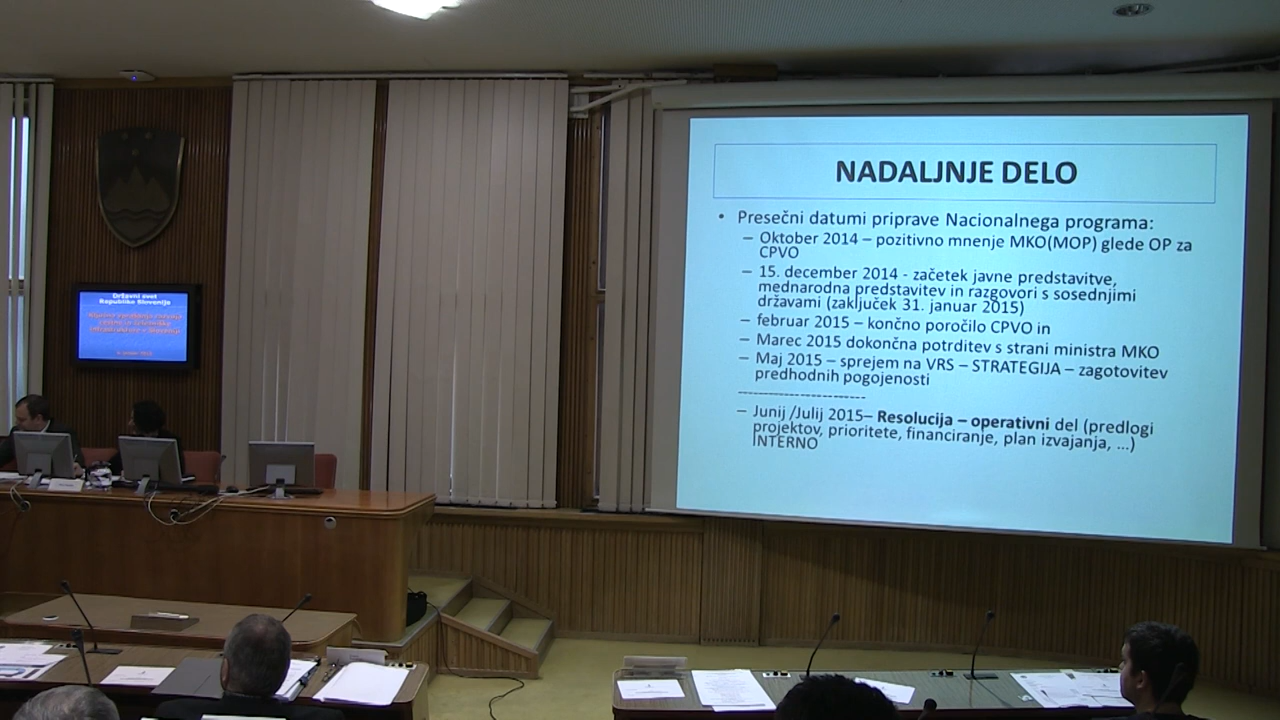 NADALJNJE DELO
• Presečni datumi priprave Nacionalnega programa:
– Oktober 2014 – pozitivno mnenje MKO(MOP) glede OP za
CPVO
– 15. december 2014 - začetek javne predstavitve,
mednarodna predstavitev in razgovori s sosednjimi
državami (zaključek 31. januar 2015)
– februar 2015 – končno poročilo CPVO in
– Marec 2015 dokončna potrditev s strani ministra MKO
– Maj 2015 – sprejem na VRS – STRATEGIJA – zagotovitev
predhodnih pogojenosti
------------------------
– Junij /Julij 2015– Resolucija – operativni del (predlogi
projektov, prioritete, financiranje, plan izvajanja, ...)
INTERNO
Državni svet
Republike Slovenije